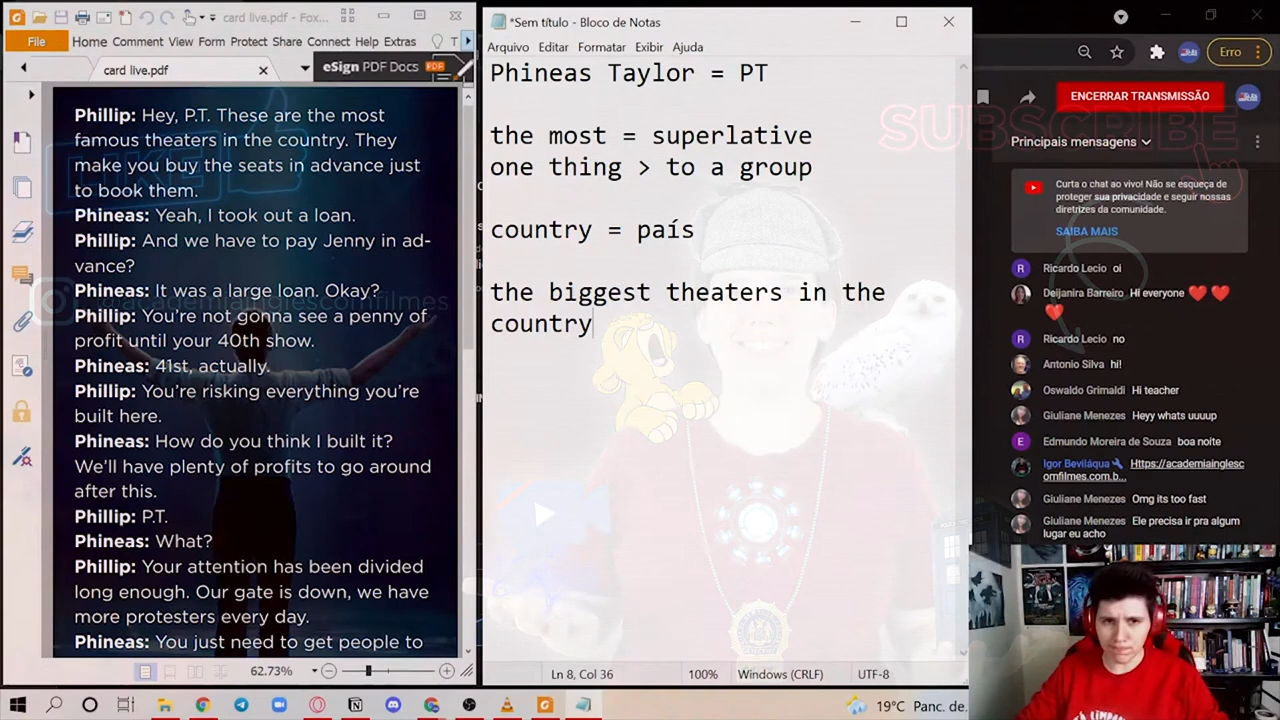 card live.pdf - Fox...
File
Home
Comment
View
Form
Protect
Share
Connect
Help
Extras
card live.pdf
eSign PDF Docs
PDF
Phillip: Hey, P.T. These are the most
famous theaters in the country. They
make you buy the seats in advance just
to book them.
Phineas: Yeah, I took out a loan.
Phillip: And we have to pay Jenny in ad-
vance?
Phineas: It was a large loan. Okay?
Phillip: You're not gonna see a penny of
profit until your 40th show.
Phineas: 41st, actually.
Phillip: You're risking everything you're
built here.
Phineas: How do you think I built it?
We'll have plenty of profits to go around
after this.
Phillip: P.T.
Phineas: What?
Phillip: Your attention has been divided
long enough. Our gate is down, we have
more protesters every day.
Phineas: You just need to get people to
62.73%
LIKE
@academiainglescomfilmes
*Sem título - Bloco de Notas
Arquivo Editar Formatar Exibir Ajuda
Phineas Taylor = PT
the most = superlative
one thing > to a group
country = país
the biggest theaters in the
country
Ln 8, Col 36
100%
Windows (CRLF)
UTF-8
Erro
ENCERRAR TRANSMISSÃO
SUBSCRIBE
Principais mensagens
Curta o chat ao vivo! Não se esqueça de
proteger sua privacidade e seguir nossas
diretrizes da comunidade.
SAIBA MAIS
R Ricardo Lecio oi
Deijanira Barreiro Hi everyone
R Ricardo Lecio no
Antonio Silva hi!
Oswaldo Grimaldi Hi teacher
Giuliane Menezes Heyy whats uuuup
E Edmundo Moreira de Souza boa noite
Igor Beviláqua Https://academiainglesc
omfilmes.com.b...
Giuliane Menezes Omg its too fast
Giuliane Menezes Ele precisa ir pra algum
lugar eu acho
19°C Panc. de.